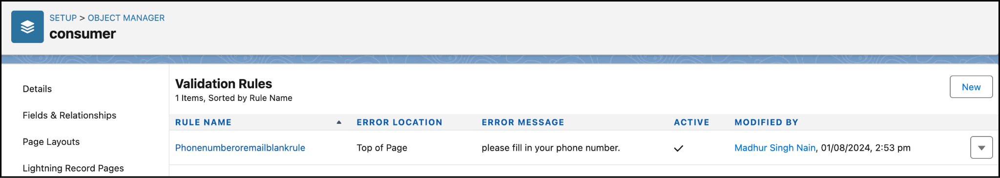 SETUP > OBJECT MANAGER
consumer
Details
Fields & Relationships
Page Layouts
Lightning Record Pages
Validation Rules
1 Items, Sorted by Rule Name
New
RULE NAME ERROR LOCATION ERROR MESSAGE ACTIVE MODIFIED BY
Phonenumberoremailblankrule Top of Page please fill in your phone number. Madhur Singh Nain, 01/08/2024, 2:53 pm